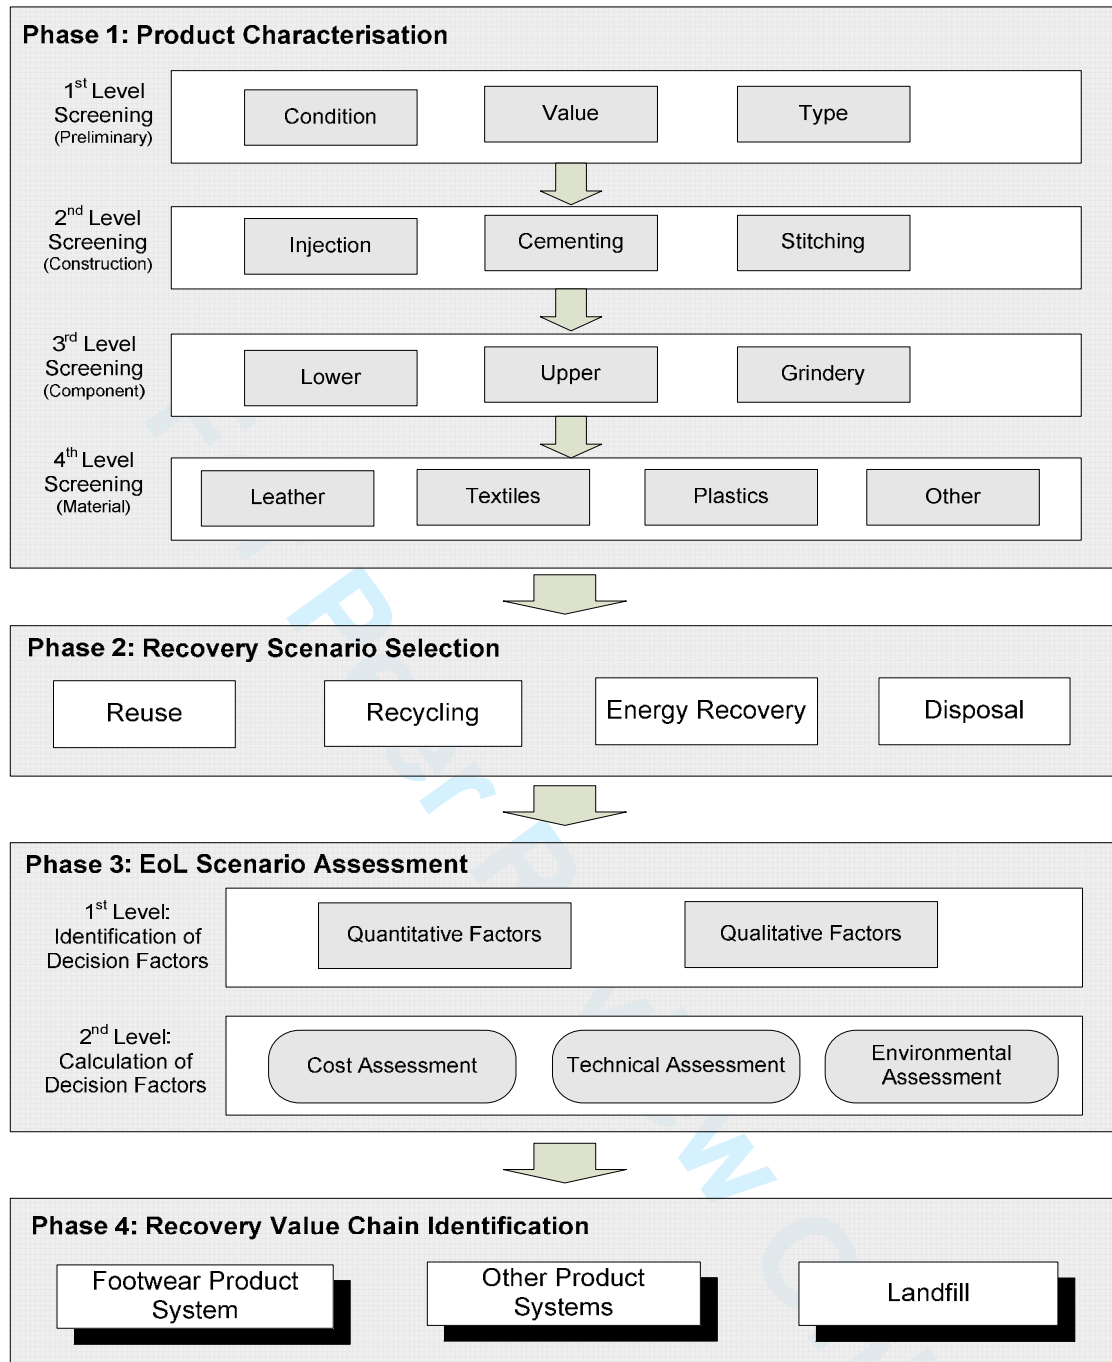 Phase 1: Product Characterisation
1st Level
Screening
(Preliminary)
Condition
Value
Type
2nd Level
Screening
(Construction)
Injection
Cementing
Stitching
3rd Level
Screening
(Component)
Lower
Upper
Grindery
4th Level
Screening
(Material)
Leather
Textiles
Plastics
Other
Phase 2: Recovery Scenario Selection
Reuse
Recycling
Energy Recovery
Disposal
Phase 3: EoL Scenario Assessment
1st Level:
Identification of
Decision Factors
Quantitative Factors
Qualitative Factors
2nd Level:
Calculation of
Decision Factors
Cost Assessment
Technical Assessment
Environmental
Assessment
Phase 4: Recovery Value Chain Identification
Footwear Product
System
Other Product
Systems
Landfill